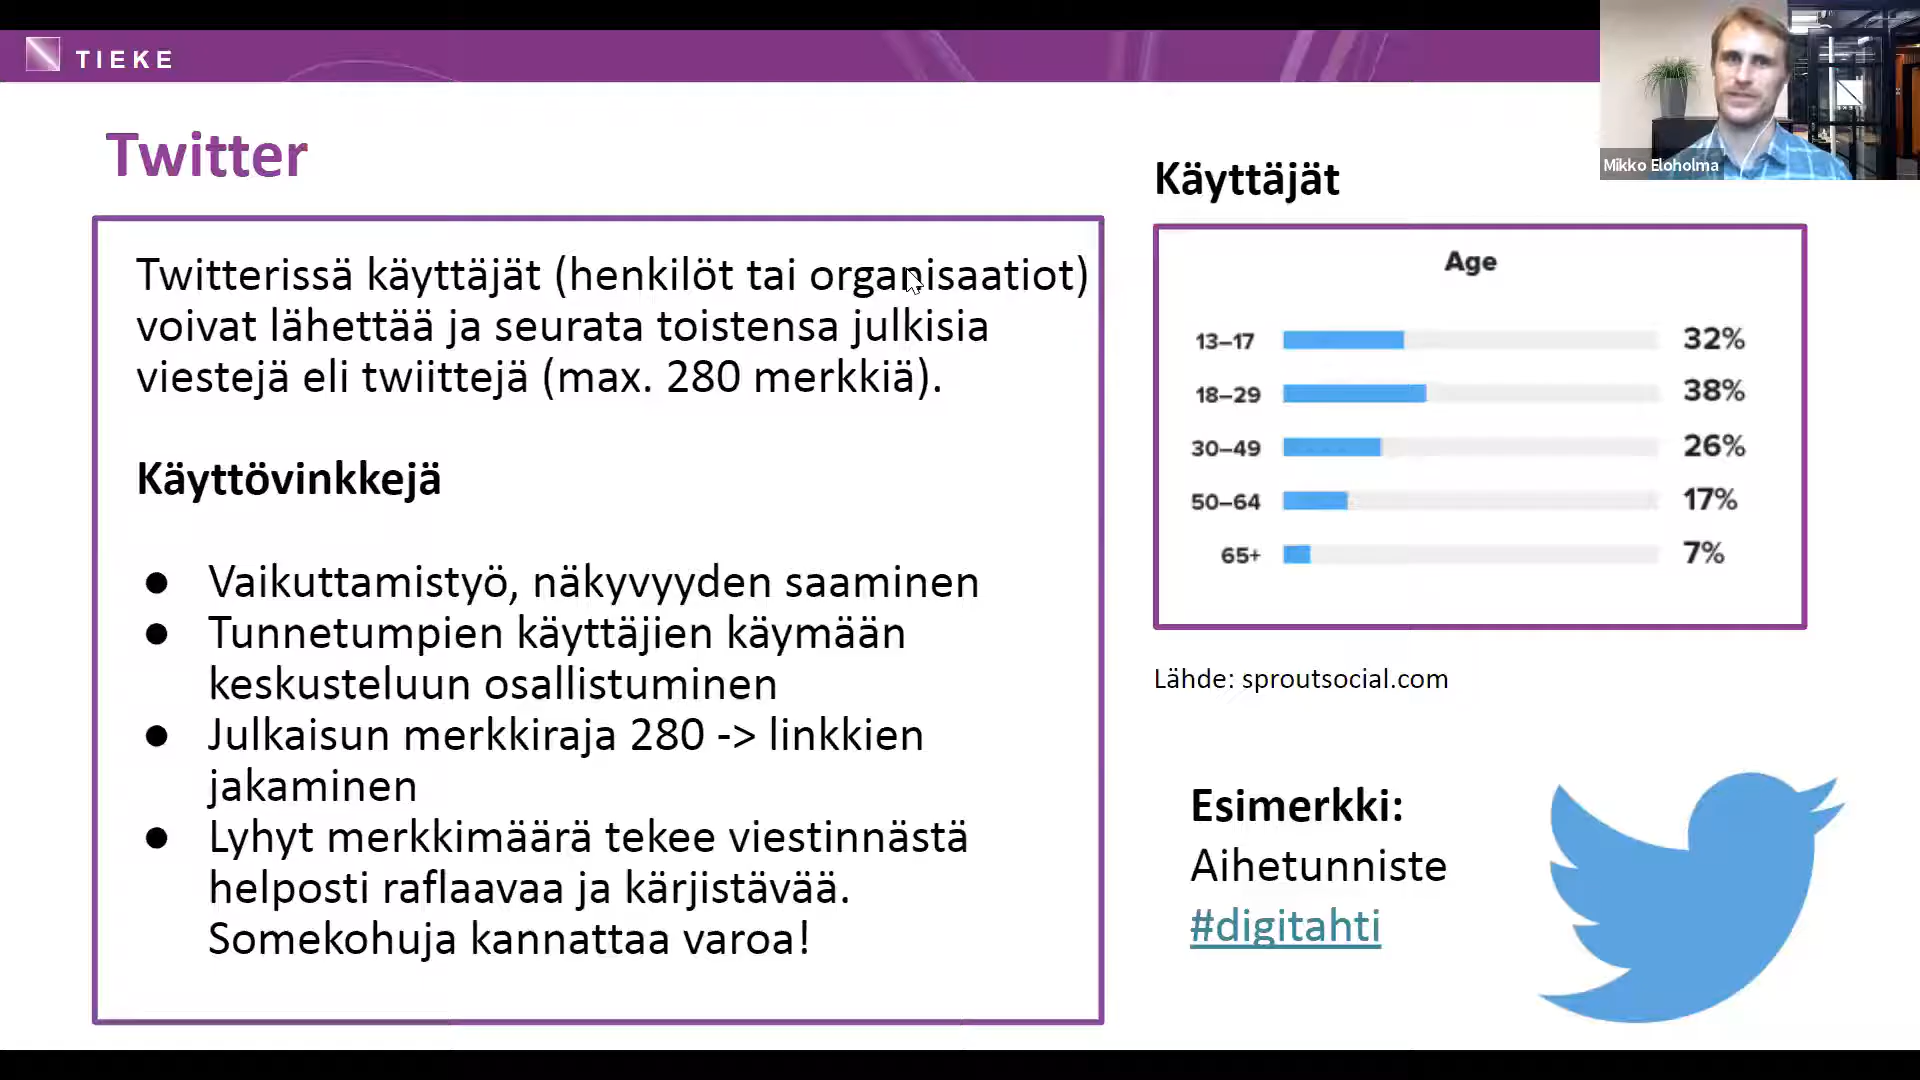 TIEKE
Mikko Eloholma
Twitter
Twitterissä käyttäjät (henkilöt tai organisaatiot)
voivat lähettää ja seurata toistensa julkisia
viestejä eli twiittejä (max. 280 merkkiä).
Käyttövinkkejä
● Vaikuttamistyö, näkyvyyden saaminen
● Tunnetumpien käyttäjien käymään
keskusteluun osallistuminen
● Julkaisun merkkiraja 280 -> linkkien
jakaminen
● Lyhyt merkkimäärä tekee viestinnästä
helposti raflaavaa ja kärjistävää.
Somekohuja kannattaa varoa!
Käyttäjät
Age
13–17 32%
18–29 38%
30–49 26%
50–64 17%
65+ 7%
Lähde: sproutsocial.com
Esimerkki:
Aihetunniste
#digitahti